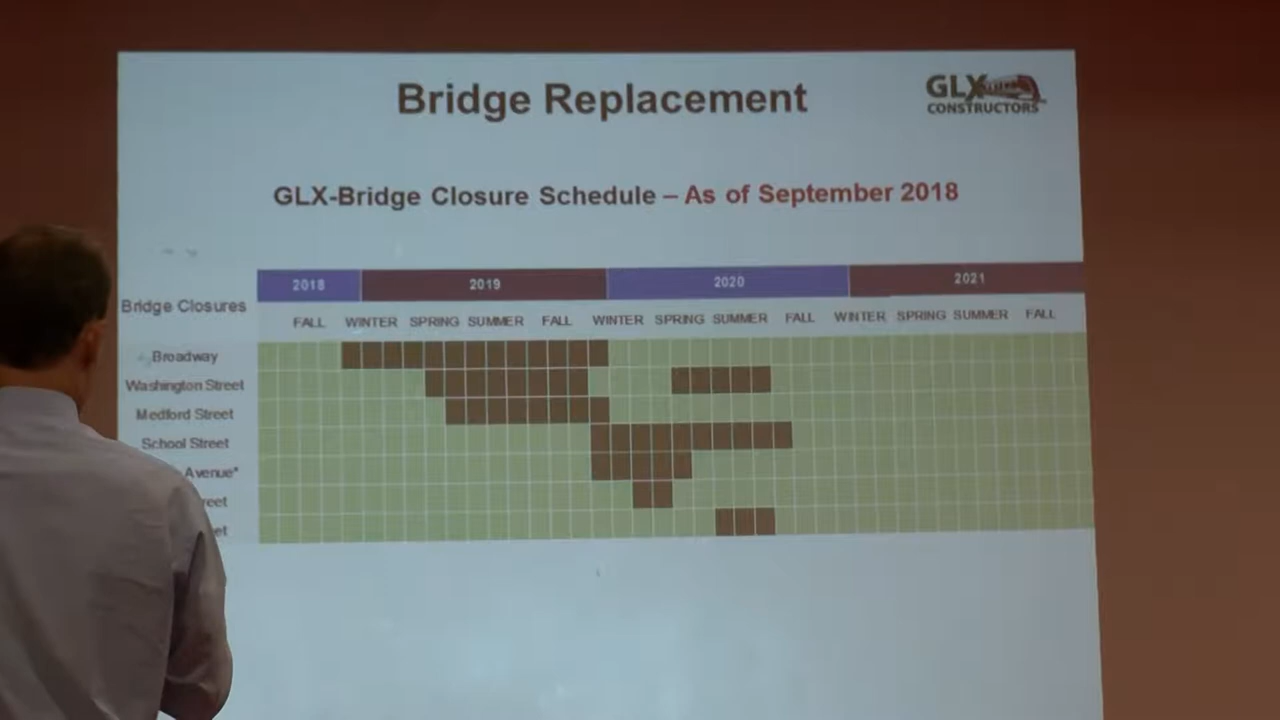 Bridge Replacement
GLX
CONSTRUCTORS
GLX-Bridge Closure Schedule – As of September 2018
2018 2019 2020 2021
Bridge Closures
FALL WINTER SPRING SUMMER FALL WINTER SPRING SUMMER FALL WINTER SPRING SUMMER FALL
Broadway
Washington Street
Medford Street
School Street
Avenue*